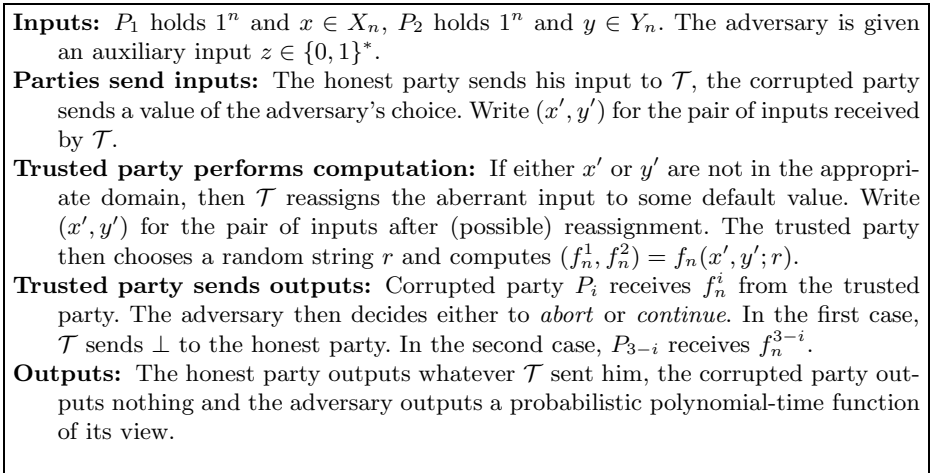 Inputs: P₁ holds 1ⁿ and x ∈ Xₙ, P₂ holds 1ⁿ and y ∈ Yₙ. The adversary is given
an auxiliary input z ∈ {0, 1}*.
Parties send inputs: The honest party sends his input to 𝒯, the corrupted party
sends a value of the adversary's choice. Write (x′, y′) for the pair of inputs received
by 𝒯.
Trusted party performs computation: If either x′ or y′ are not in the appropri-
ate domain, then 𝒯 reassigns the aberrant input to some default value. Write
(x′, y′) for the pair of inputs after (possible) reassignment. The trusted party
then chooses a random string r and computes (fₙ¹, fₙ²) = fₙ(x′, y′; r).
Trusted party sends outputs: Corrupted party Pᵢ receives fₙⁱ from the trusted
party. The adversary then decides either to abort or continue. In the first case,
𝒯 sends ⊥ to the honest party. In the second case, P₃₋ᵢ receives fₙ³⁻ⁱ.
Outputs: The honest party outputs whatever 𝒯 sent him, the corrupted party out-
puts nothing and the adversary outputs a probabilistic polynomial-time function
of its view.